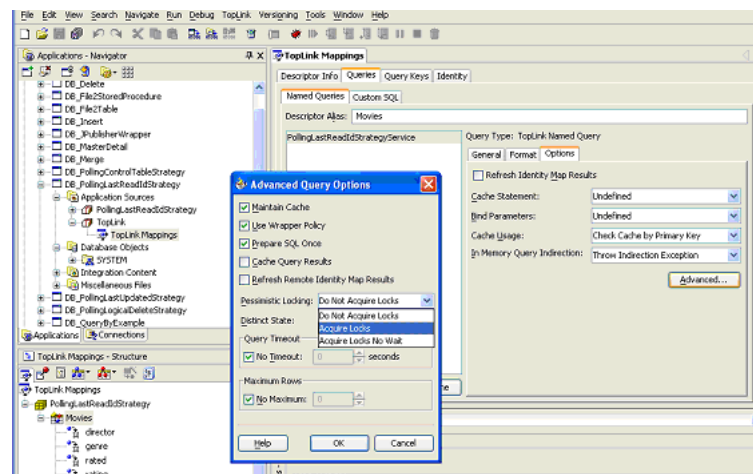 File Edit View Search Navigate Run Debug TopLink Versioning Tools Window Help
Applications - Navigator
DB_Delete
DB_File2StoredProcedure
DB_File2Table
DB_Insert
DB_JPublisherWrapper
DB_MasterDetail
DB_Merge
DB_PollingControlTableStrategy
DB_PollingLastReadIdStrategy
Application Sources
PollingLastReadIdStrategy
TopLink
TopLink Mappings
Database Objects
SYSTEM
Integration Content
Miscellaneous Files
DB_PollingLastUpdatedStrategy
DB_PollingLogicalDeleteStrategy
DB_QueryByExample
Applications Connections
TopLink Mappings - Structure
TopLink Mappings
PollingLastReadIdStrategy
Movies
director
genre
rated
rating
TopLink Mappings
Descriptor Info Queries Query Keys Identity
Named Queries Custom SQL
Descriptor Alias: Movies
PollingLastReadIdStrategyService
Query Type: TopLink Named Query
General Format Options
Refresh Identity Map Results
Cache Statement: Undefined
Bind Parameters: Undefined
Cache Usage: Check Cache by Primary Key
In Memory Query Indirection: Throw Indirection Exception
Advanced...
Advanced Query Options
Maintain Cache
Use Wrapper Policy
Prepare SQL Once
Cache Query Results
Refresh Remote Identity Map Results
Pessimistic Locking: Do Not Acquire Locks
Do Not Acquire Locks
Distinct State: Acquire Locks
Query Timeout Acquire Locks No Wait
No Timeout: 0 seconds
Maximum Rows
No Maximum: 0
Help OK Cancel